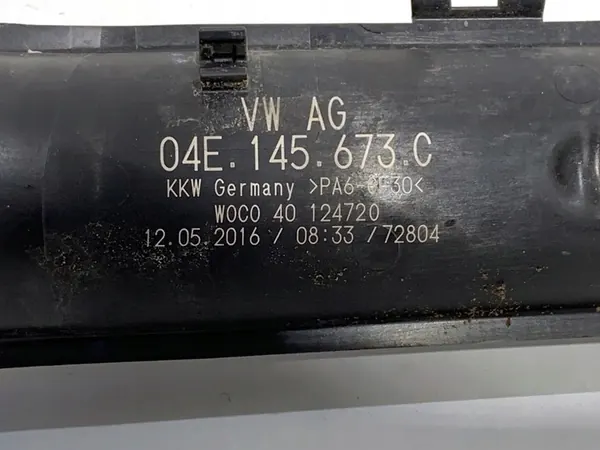 VW AG
04E.145.673.C
KKW Germany >PA6-GF30<
WOCO 40 124720
12.05.2016 / 08:33 /72804